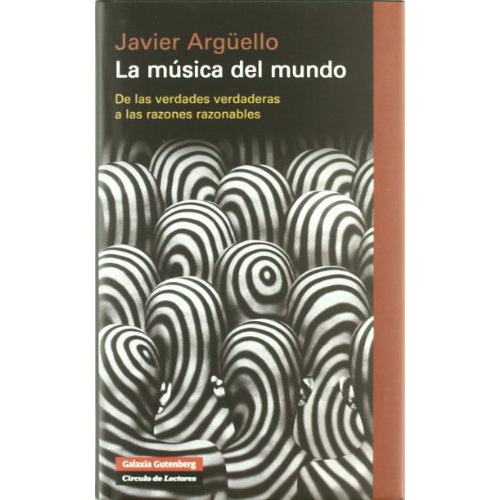 Javier Argüello
La música del mundo
De las verdades verdaderas
a las razones razonables
Galaxia Gutenberg
Círculo de Lectores